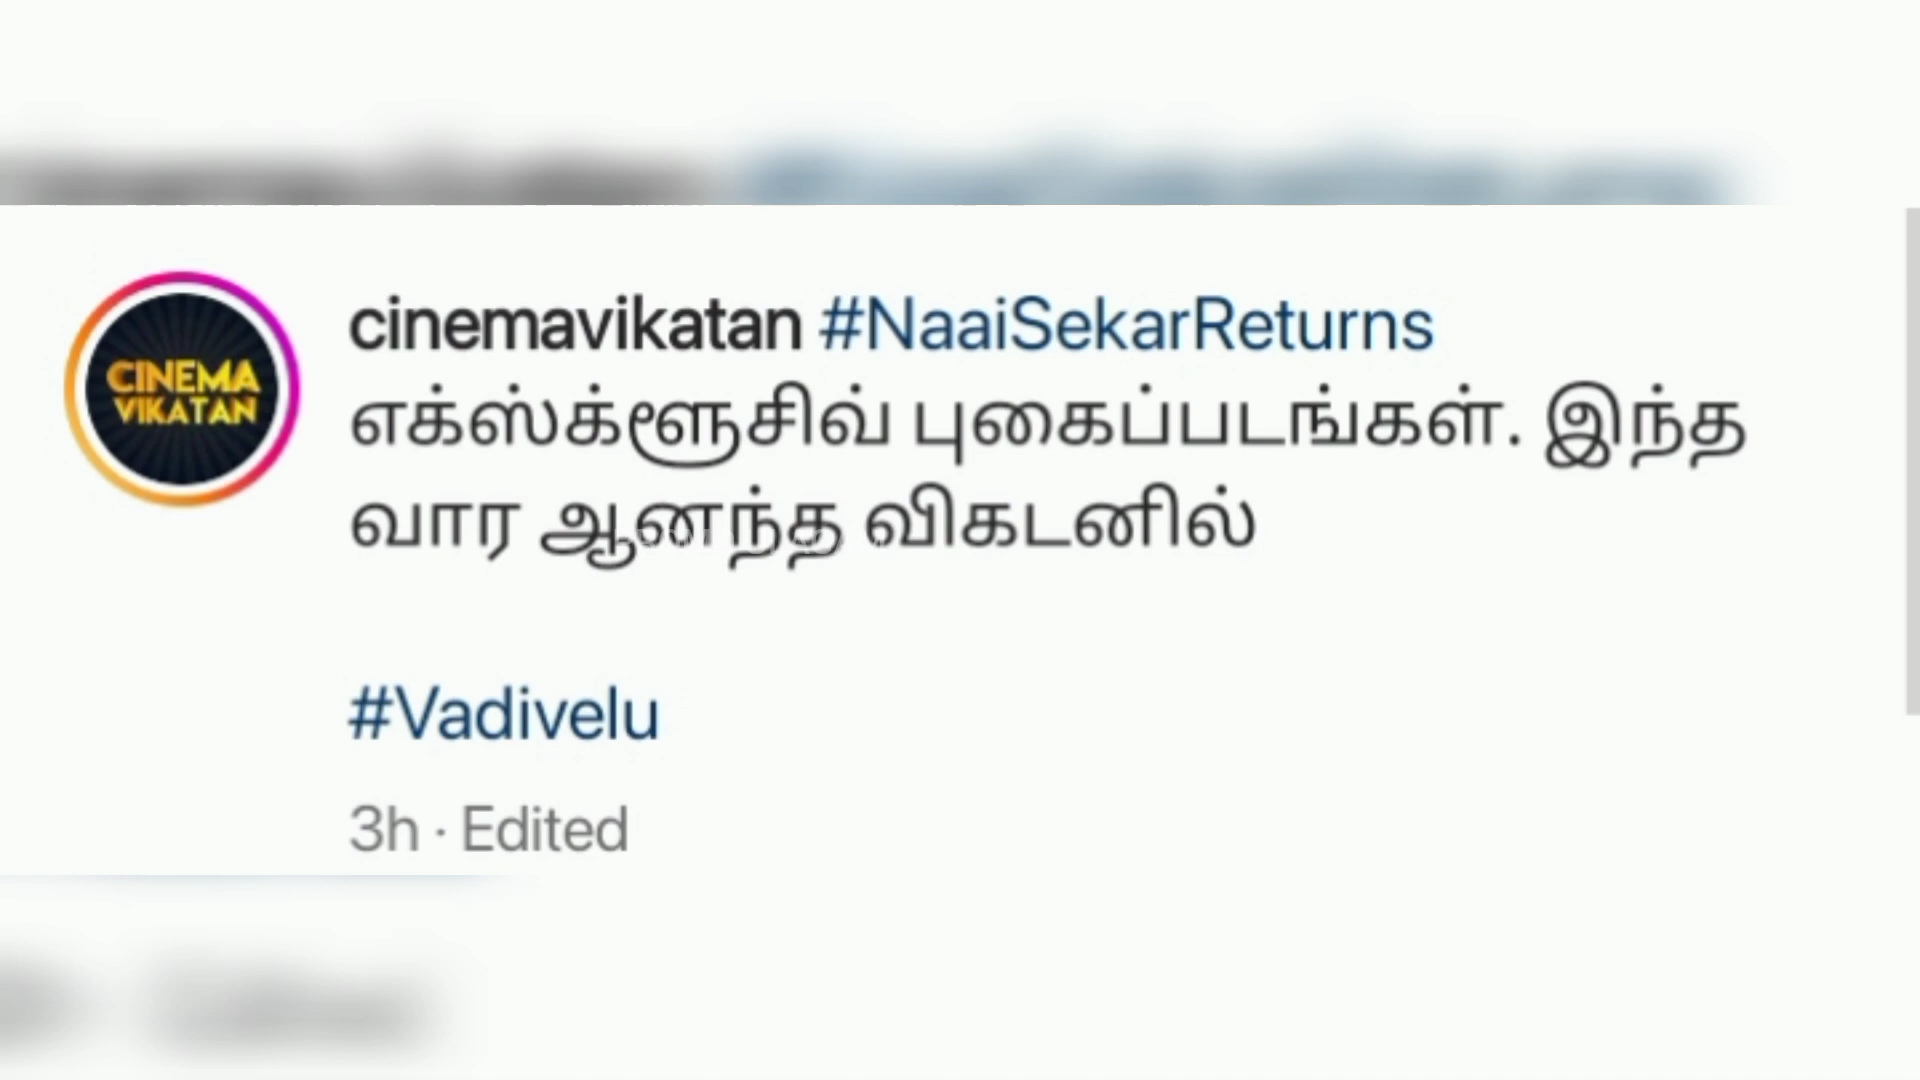 CINEMA
VIKATAN
cinemavikatan #NaaiSekarReturns
எக்ஸ்க்ளூசிவ் புகைப்படங்கள். இந்த
வார ஆனந்த விகடனில்
#Vadivelu
3h · Edited